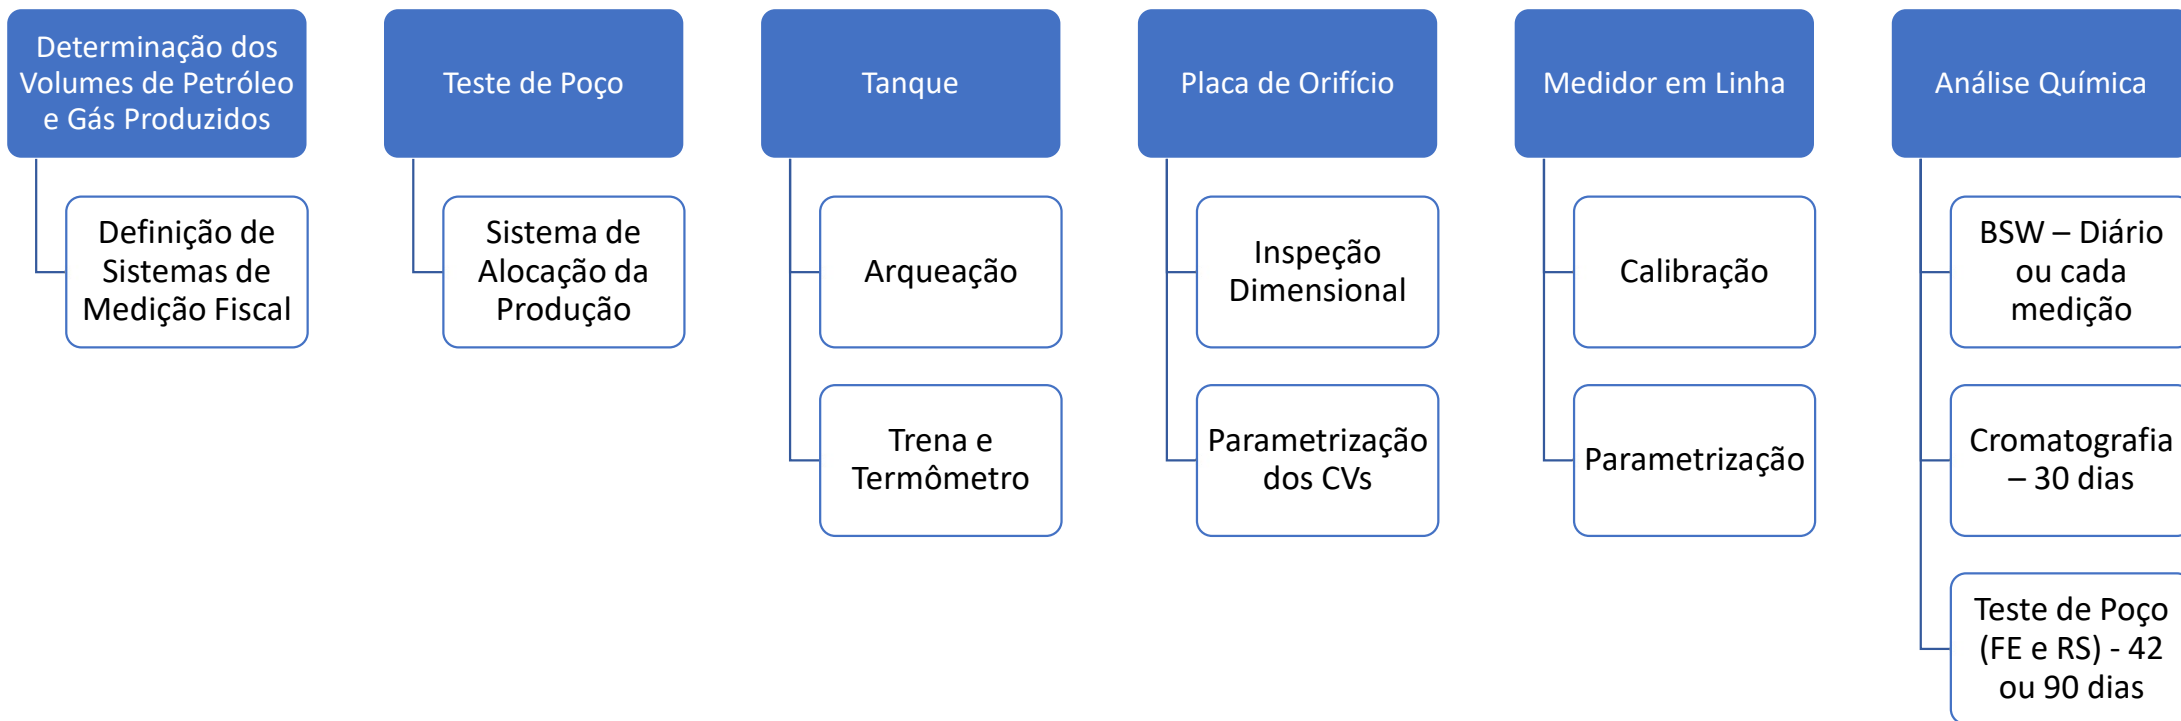 Determinação dos
Volumes de Petróleo
e Gás Produzidos
Definição de
Sistemas de
Medição Fiscal
Teste de Poço
Sistema de
Alocação da
Produção
Tanque
Arqueação
Trena e
Termômetro
Placa de Orifício
Inspeção
Dimensional
Parametrização
dos CVs
Medidor em Linha
Calibração
Parametrização
Análise Química
BSW – Diário
ou cada
medição
Cromatografia
– 30 dias
Teste de Poço
(FE e RS) - 42
ou 90 dias